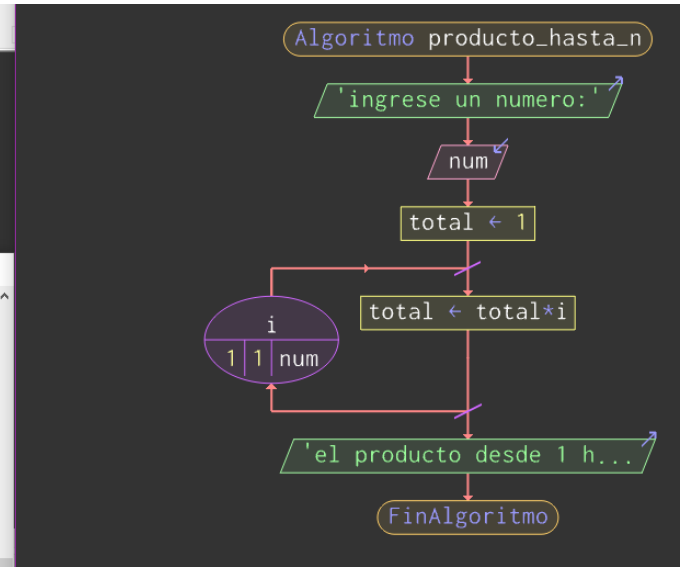 Algoritmo producto_hasta_n
'ingrese un numero:'
num
total ← 1
total ← total*i
i
1 1 num
'el producto desde 1 h...
FinAlgoritmo